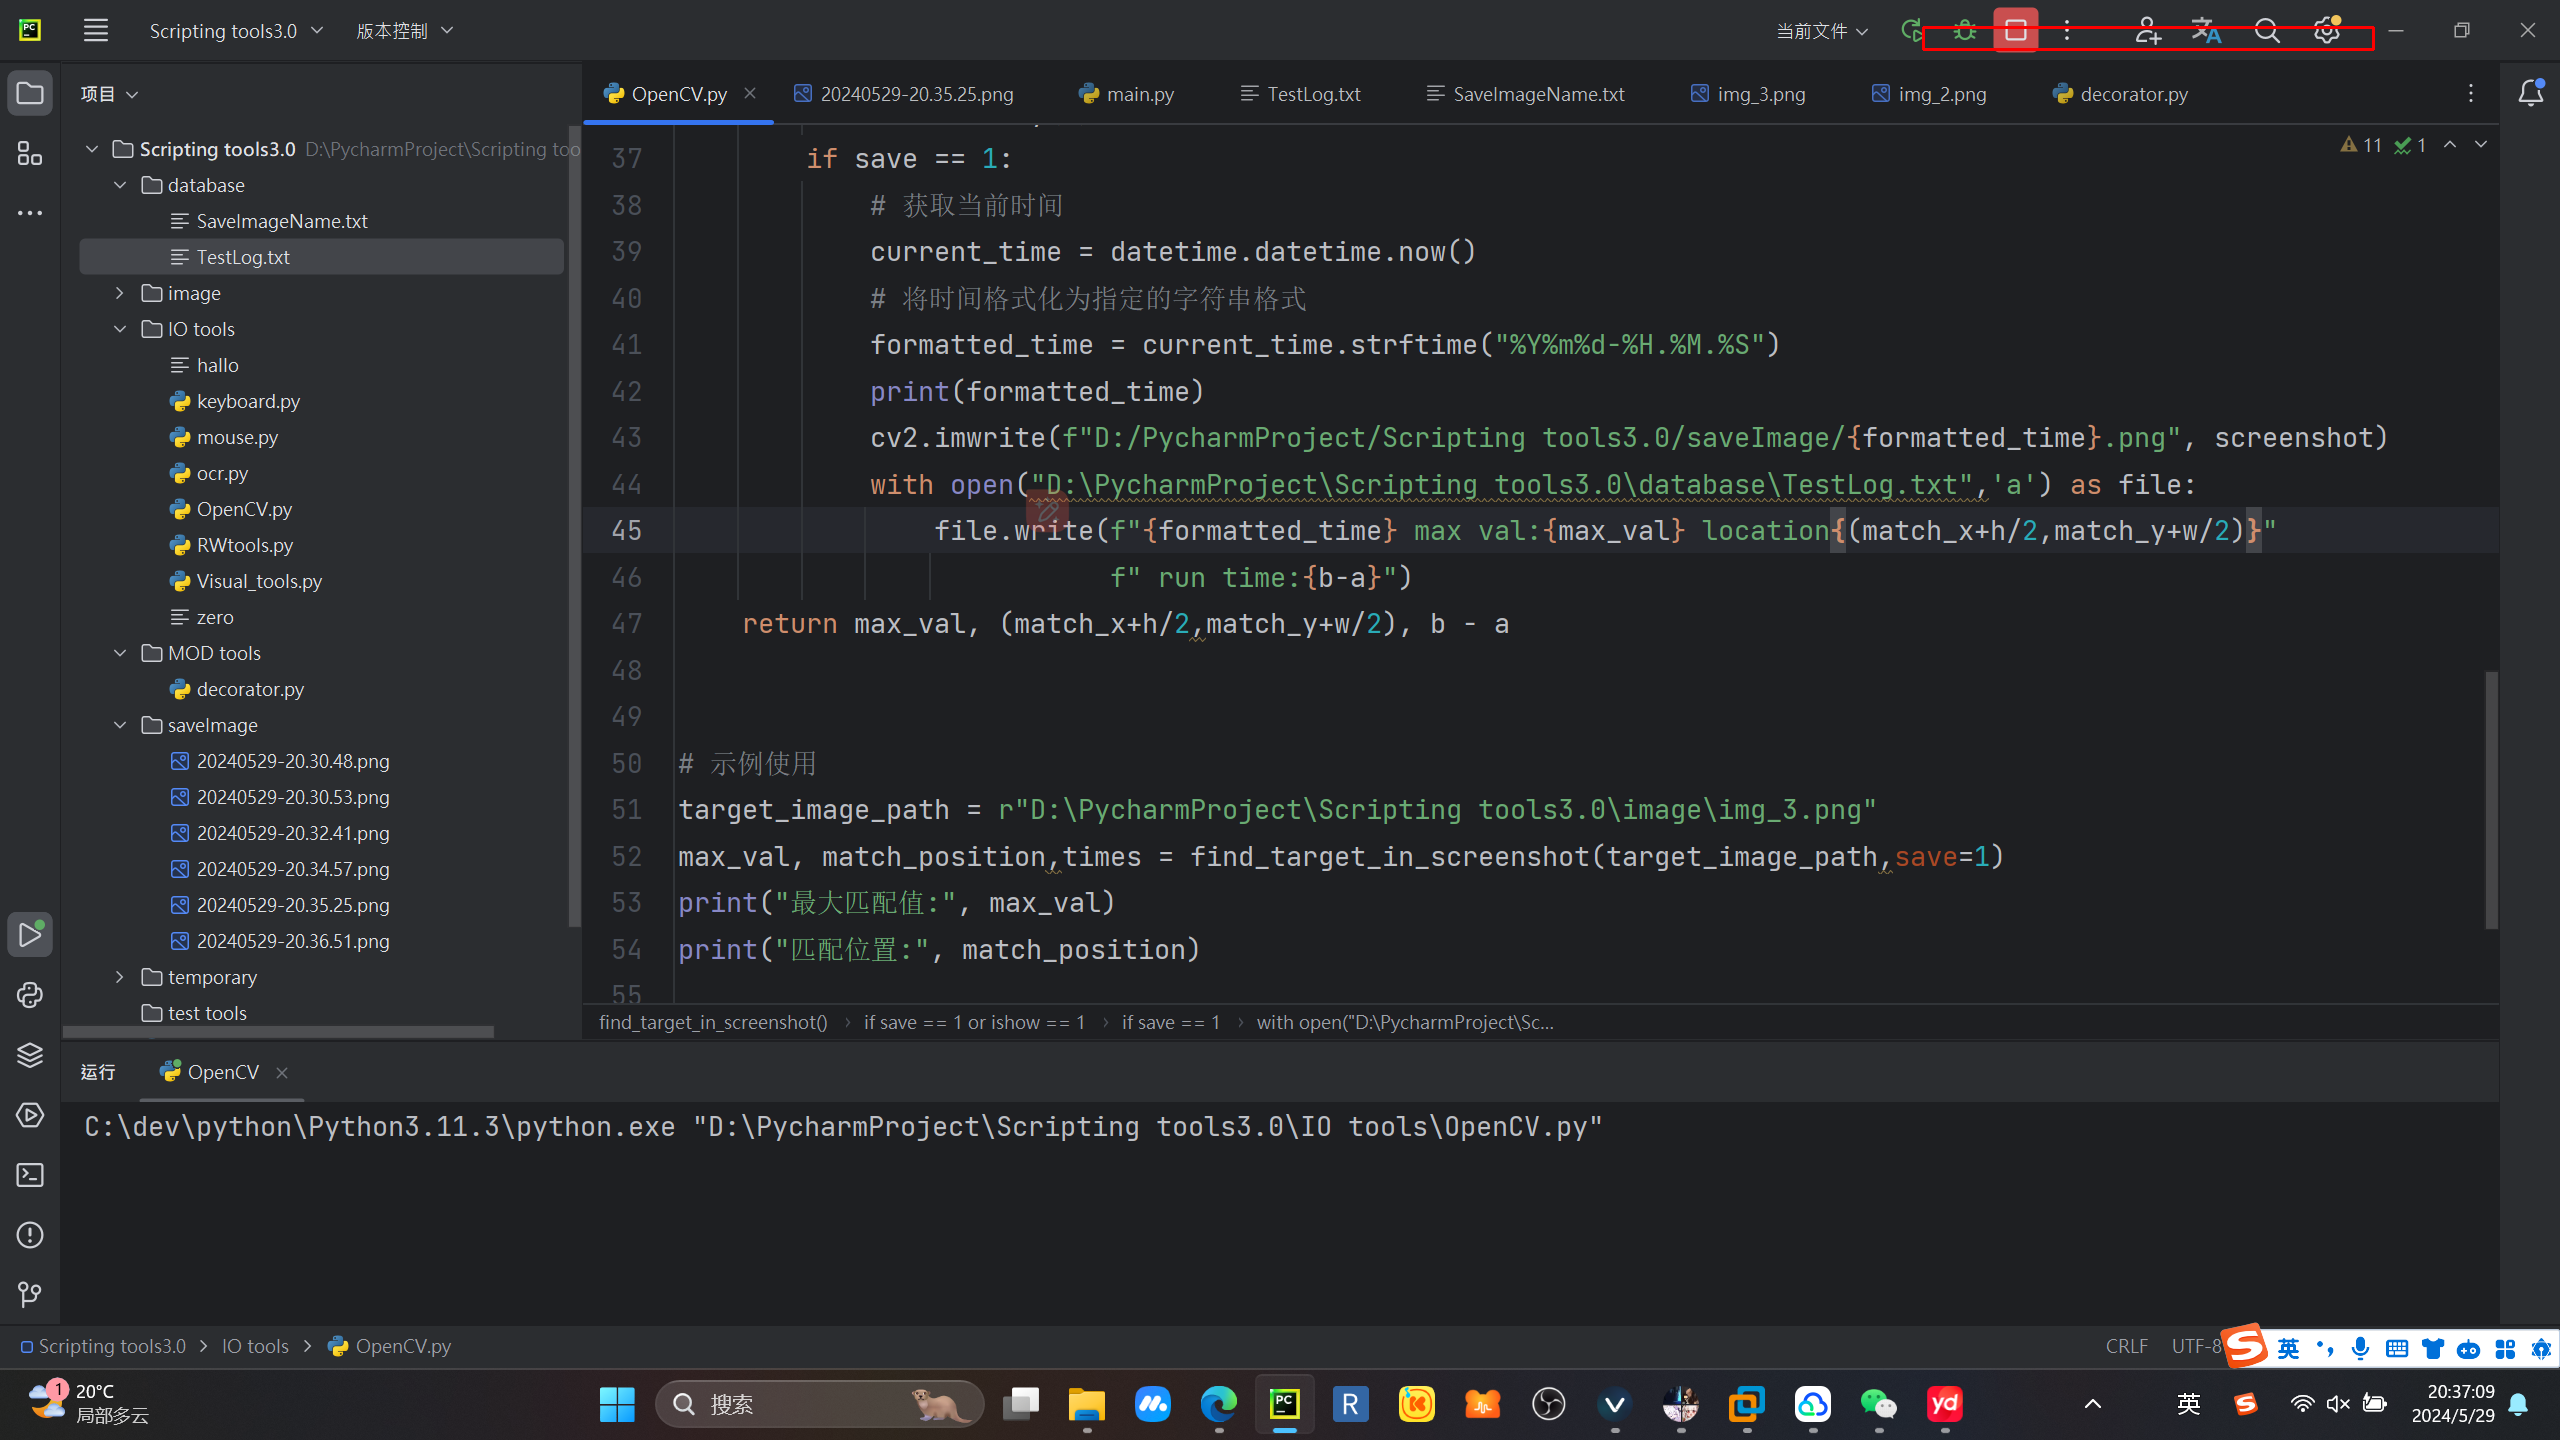 Scripting tools3.0
版本控制
当前文件
项目
OpenCV.py
20240529-20.35.25.png
main.py
TestLog.txt
SaveImageName.txt
img_3.png
img_2.png
decorator.py
Scripting tools3.0 D:\PycharmProject\Scripting too
database
SaveImageName.txt
TestLog.txt
image
IO tools
hallo
keyboard.py
mouse.py
ocr.py
OpenCV.py
RWtools.py
Visual_tools.py
zero
MOD tools
decorator.py
saveImage
20240529-20.30.48.png
20240529-20.30.53.png
20240529-20.32.41.png
20240529-20.34.57.png
20240529-20.35.25.png
20240529-20.36.51.png
temporary
test tools
11 1
37 if save == 1:
38 # 获取当前时间
39 current_time = datetime.datetime.now()
40 # 将时间格式化为指定的字符串格式
41 formatted_time = current_time.strftime("%Y%m%d-%H.%M.%S")
42 print(formatted_time)
43 cv2.imwrite(f"D:/PycharmProject/Scripting tools3.0/saveImage/{formatted_time}.png", screenshot)
44 with open("D:\PycharmProject\Scripting tools3.0\database\TestLog.txt",'a') as file:
45 file.write(f"{formatted_time} max val:{max_val} location{(match_x+h/2,match_y+w/2)}"
46 f" run time:{b-a}")
47 return max_val, (match_x+h/2,match_y+w/2), b - a
48
49
50 # 示例使用
51 target_image_path = r"D:\PycharmProject\Scripting tools3.0\image\img_3.png"
52 max_val, match_position,times = find_target_in_screenshot(target_image_path,save=1)
53 print("最大匹配值:", max_val)
54 print("匹配位置:", match_position)
55
find_target_in_screenshot() › if save == 1 or ishow == 1 › if save == 1 › with open("D:\PycharmProject\Sc...
运行
OpenCV
C:\dev\python\Python3.11.3\python.exe "D:\PycharmProject\Scripting tools3.0\IO tools\OpenCV.py"
Scripting tools3.0 > IO tools > OpenCV.py
CRLF
UTF-8
英
1
20°C
局部多云
搜索
PC
R
yd
英
20:37:09
2024/5/29